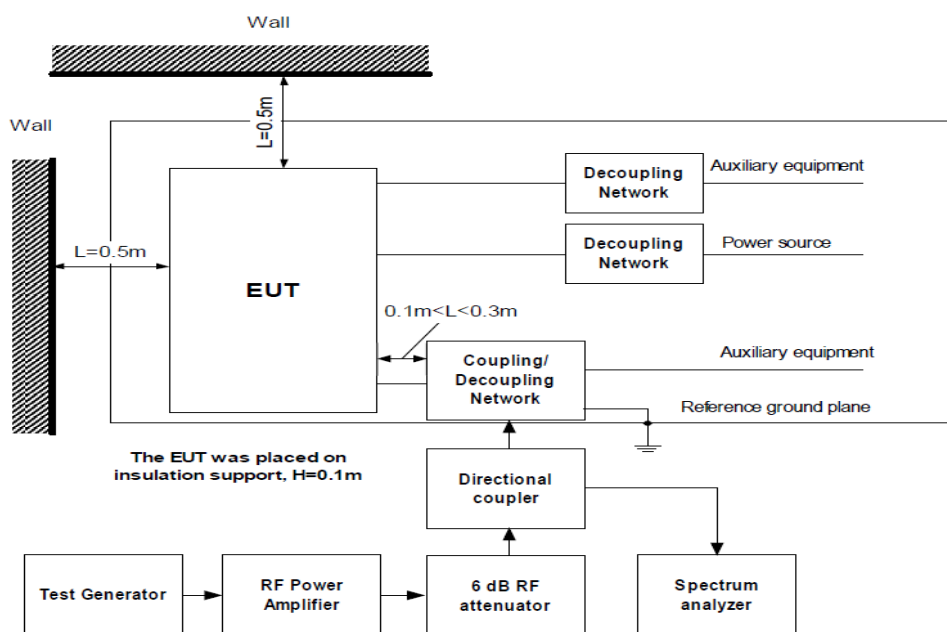 Wall
L=0.5m
Wall
Decoupling
Network
Auxiliary equipment
L=0.5m
EUT
Decoupling
Network
Power source
0.1m<L<0.3m
Coupling/
Decoupling
Network
Auxiliary equipment
Reference ground plane
The EUT was placed on
insulation support, H=0.1m
Directional
coupler
Test Generator
RF Power
Amplifier
6 dB RF
attenuator
Spectrum
analyzer